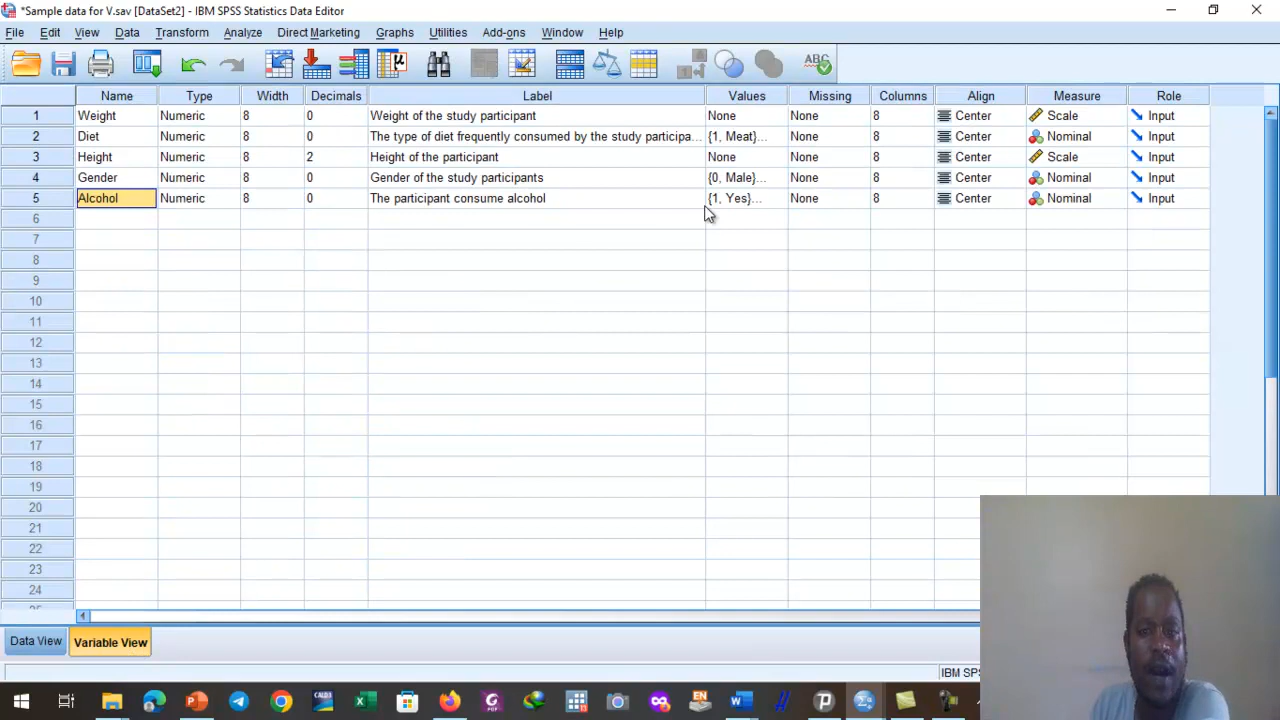 *Sample data for V.sav [DataSet2] - IBM SPSS Statistics Data Editor
File Edit View Data Transform Analyze Direct Marketing Graphs Utilities Add-ons Window Help
ABC
Name Type Width Decimals Label Values Missing Columns Align Measure Role
1 Weight Numeric 8 0 Weight of the study participant None None 8 Center Scale Input
2 Diet Numeric 8 0 The type of diet frequently consumed by the study participa... {1, Meat}... None 8 Center Nominal Input
3 Height Numeric 8 2 Height of the participant None None 8 Center Scale Input
4 Gender Numeric 8 0 Gender of the study participants {0, Male}... None 8 Center Nominal Input
5 Alcohol Numeric 8 0 The participant consume alcohol {1, Yes}... None 8 Center Nominal Input
6
7
8
9
10
11
12
13
14
15
16
17
18
19
20
21
22
23
24
Data View Variable View
IBM SPS
CALDI EN